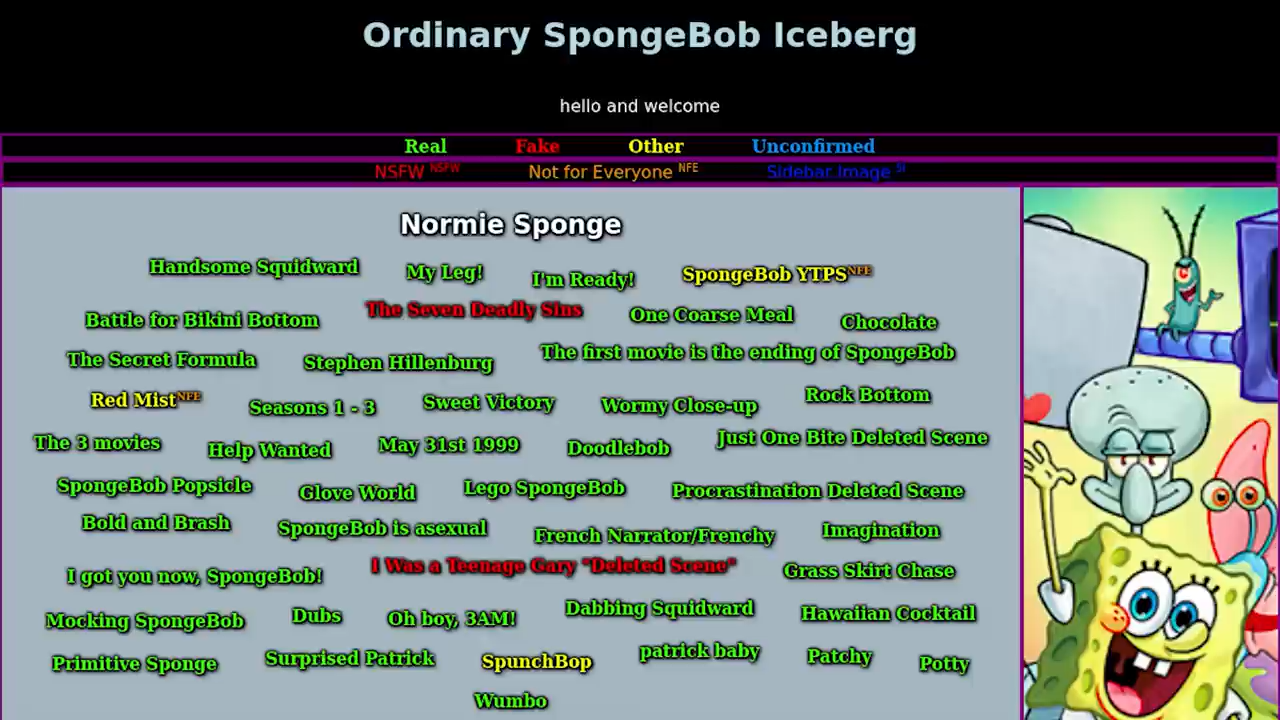 Ordinary SpongeBob Iceberg
hello and welcome
Real Fake Other Unconfirmed
NSFW NSFW Not for Everyone NFE Sidebar Image SI
Normie Sponge
Handsome Squidward My Leg! I'm Ready! SpongeBob YTPS NFE
Battle for Bikini Bottom The Seven Deadly Sins One Coarse Meal Chocolate
The Secret Formula Stephen Hillenburg The first movie is the ending of SpongeBob
Red Mist NFE Seasons 1 - 3 Sweet Victory Wormy Close-up Rock Bottom
The 3 movies Help Wanted May 31st 1999 Doodlebob Just One Bite Deleted Scene
SpongeBob Popsicle Glove World Lego SpongeBob Procrastination Deleted Scene
Bold and Brash SpongeBob is asexual French Narrator/Frenchy Imagination
I got you now, SpongeBob! I Was a Teenage Gary "Deleted Scene" Grass Skirt Chase
Mocking SpongeBob Dubs Oh boy, 3AM! Dabbing Squidward Hawaiian Cocktail
Primitive Sponge Surprised Patrick SpunchBop patrick baby Patchy Potty
Wumbo